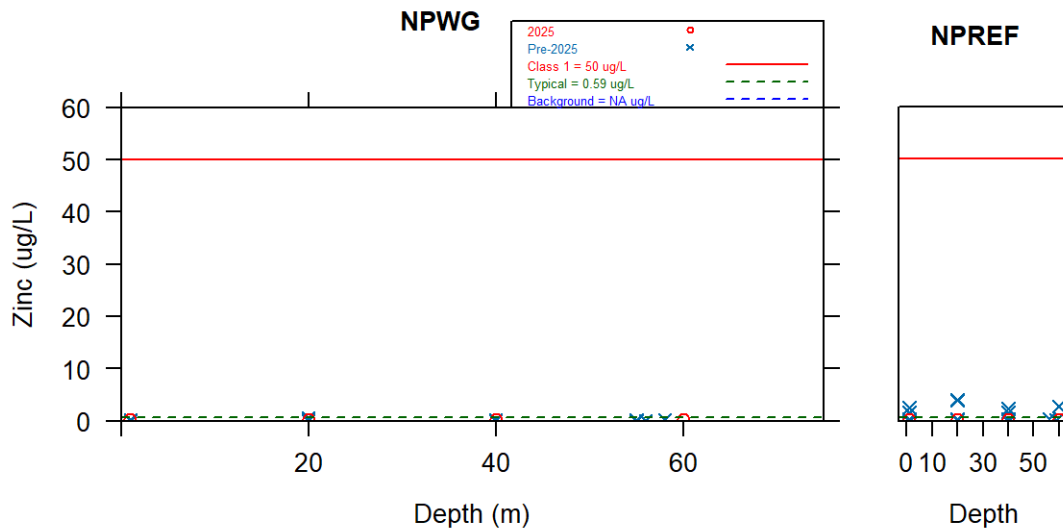 NPWG
NPREF
2025
Pre-2025
Class 1 = 50 ug/L
Typical = 0.59 ug/L
Background = NA ug/L
60
50
40
30
20
10
0
Zinc (ug/L)
20 40 60
Depth (m)
0 10 30 50
Depth